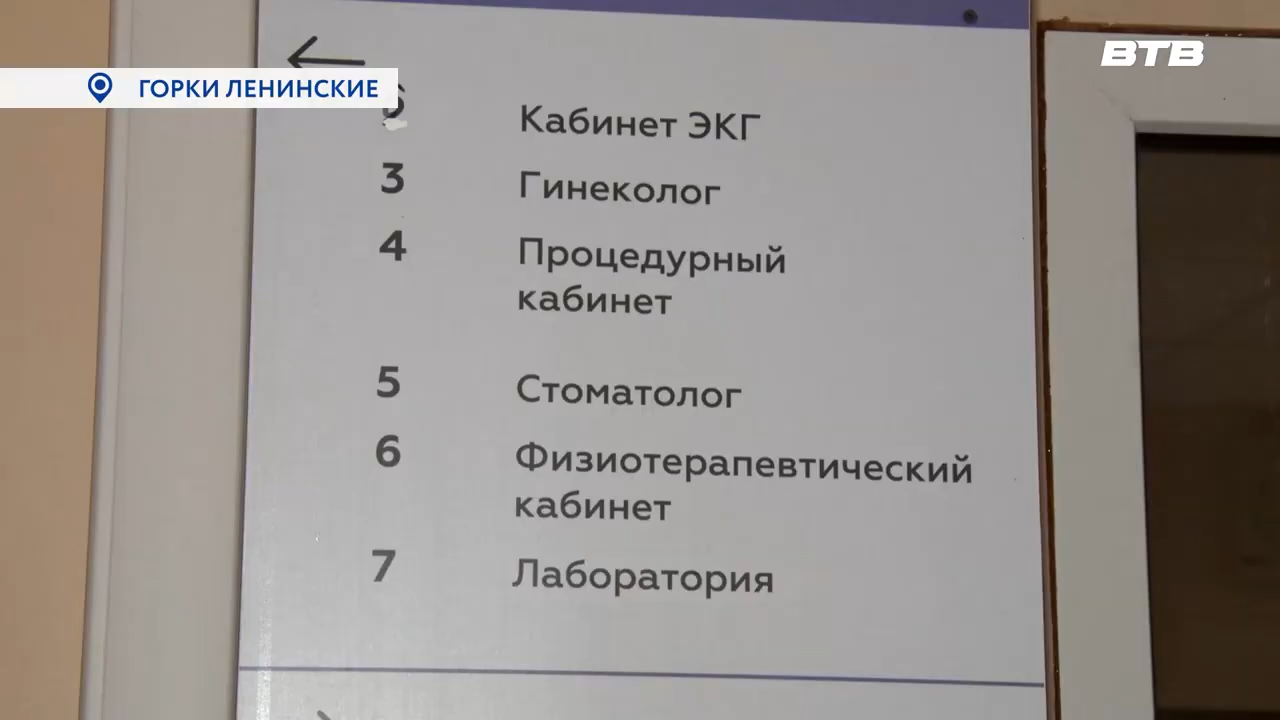 ВТВ
ГОРКИ ЛЕНИНСКИЕ
Кабинет ЭКГ
3 Гинеколог
4 Процедурный
кабинет
5 Стоматолог
6 Физиотерапевтический
кабинет
7 Лаборатория